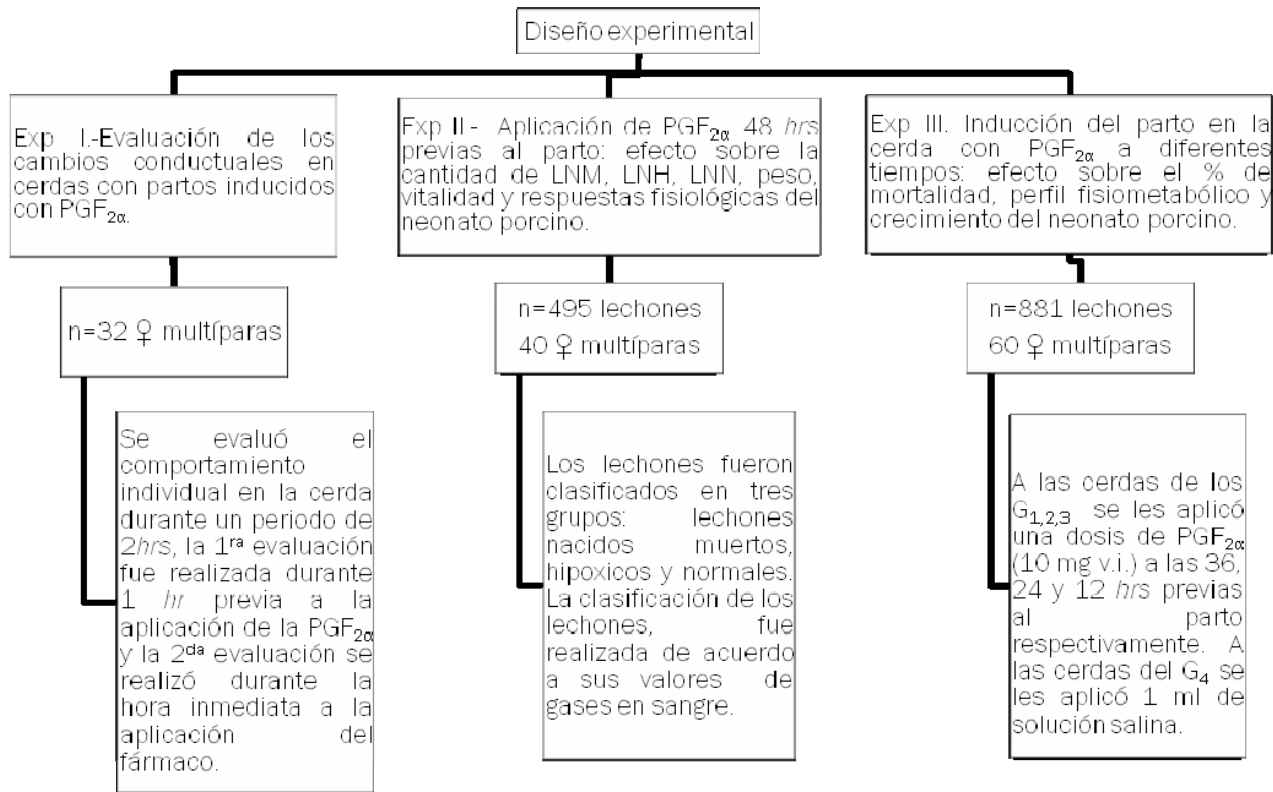 Diseño experimental
Exp I.-Evaluación de los
cambios conductuales en
cerdas con partos inducidos
con PGF2α.
Exp II- Aplicación de PGF2α 48 hrs
previas al parto: efecto sobre la
cantidad de LNM, LNH, LNN, peso,
vitalidad y respuestas fisiológicas del
neonato porcino.
Exp III. Inducción del parto en la
cerda con PGF2α a diferentes
tiempos: efecto sobre el % de
mortalidad, perfil fisiometabólico y
crecimiento del neonato porcino.
n=32 ♀ multíparas
n=495 lechones
40 ♀ multíparas
n=881 lechones
60 ♀ multíparas
Se evaluó el
comportamiento
individual en la cerda
durante un periodo de
2hrs, la 1ra evaluación
fue realizada durante
1 hr previa a la
aplicación de la PGF2α
y la 2da evaluación se
realizó durante la
hora inmediata a la
aplicación del
fármaco.
Los lechones fueron
clasificados en tres
grupos: lechones
nacidos muertos,
hipoxicos y normales.
La clasificación de los
lechones, fue
realizada de acuerdo
a sus valores de
gases en sangre.
A las cerdas de los
G1,2,3 se les aplicó
una dosis de PGF2α
(10 mg v.i.) a las 36,
24 y 12 hrs previas
al parto
respectivamente. A
las cerdas del G4 se
les aplicó 1 ml de
solución salina.